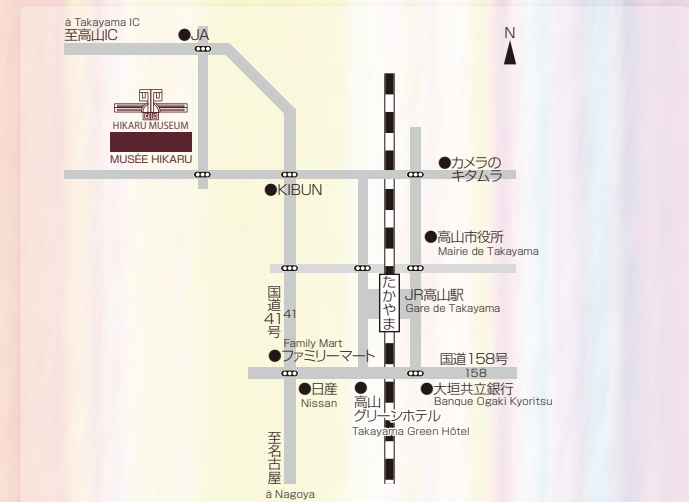 à Takayama IC
至高山IC
JA
N
HIKARU MUSEUM
MUSÉE HIKARU
カメラの
キタムラ
KIBUN
高山市役所
Mairie de Takayama
たかやま
JR高山駅
Gare de Takayama
国道41号
41
Family Mart
ファミリーマート
国道158号
158
日産
Nissan
高山
グリーンホテル
Takayama Green Hôtel
大垣共立銀行
Banque Ogaki Kyoritsu
至名古屋
à Nagoya